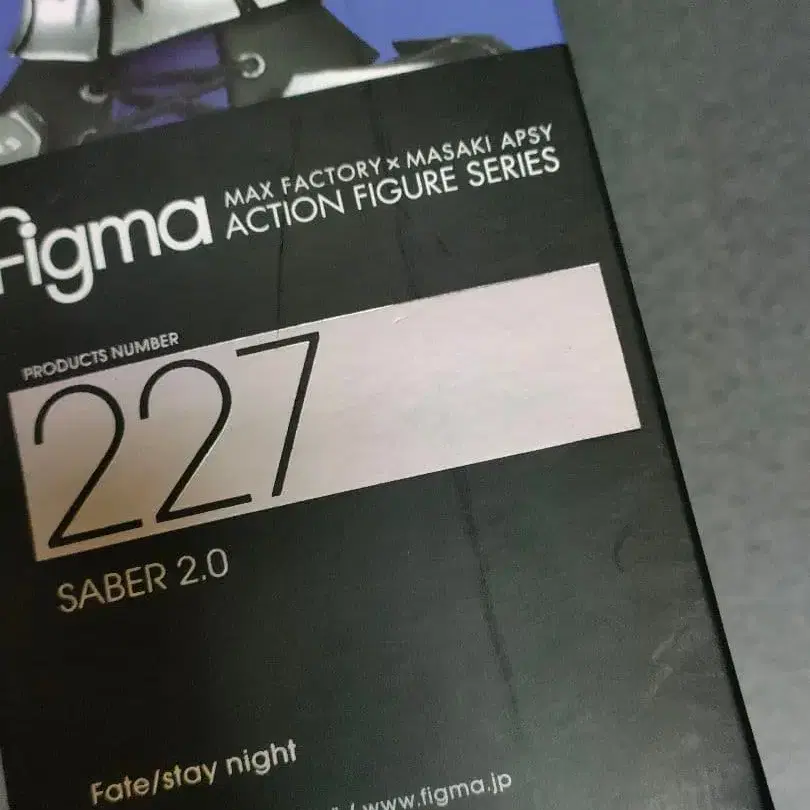 figma
MAX FACTORY × MASAKI APSY
ACTION FIGURE SERIES
PRODUCTS NUMBER
227
SABER 2.0
Fate/stay night
/ www.figma.jp